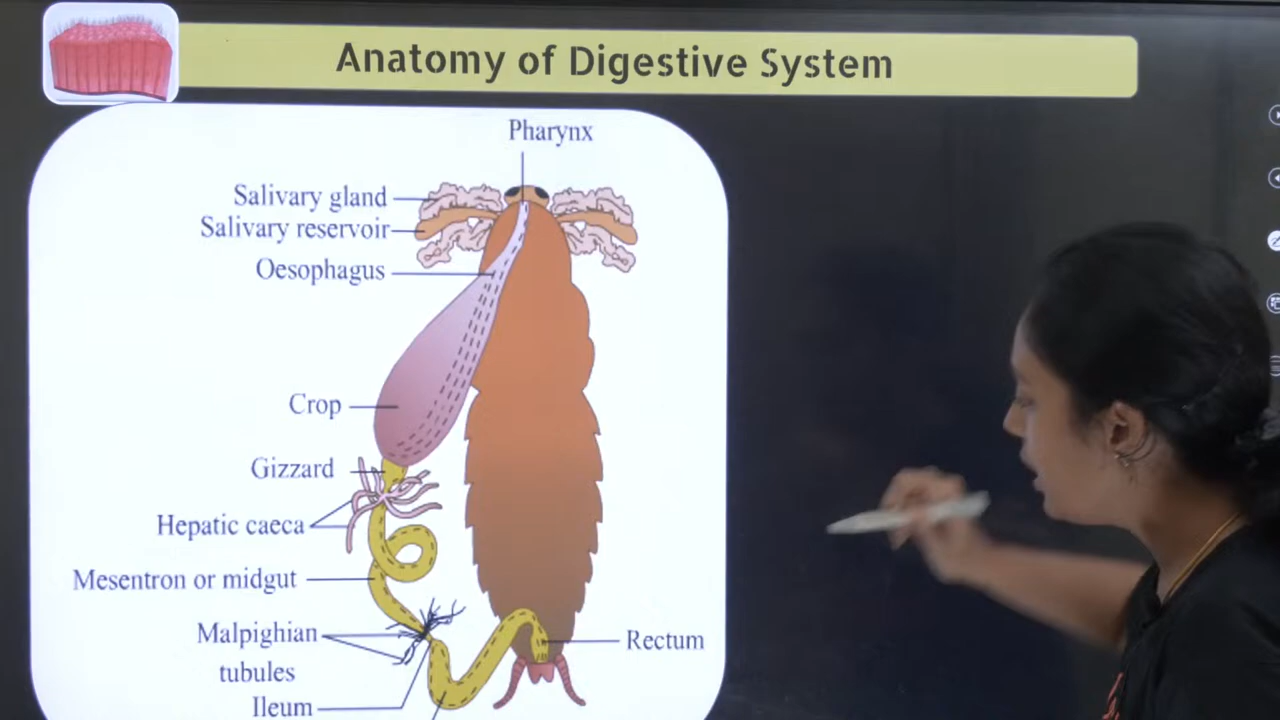 Anatomy of Digestive System
Pharynx
Salivary gland
Salivary reservoir
Oesophagus
Crop
Gizzard
Hepatic caeca
Mesentron or midgut
Malpighian
tubules
Rectum
Ileum